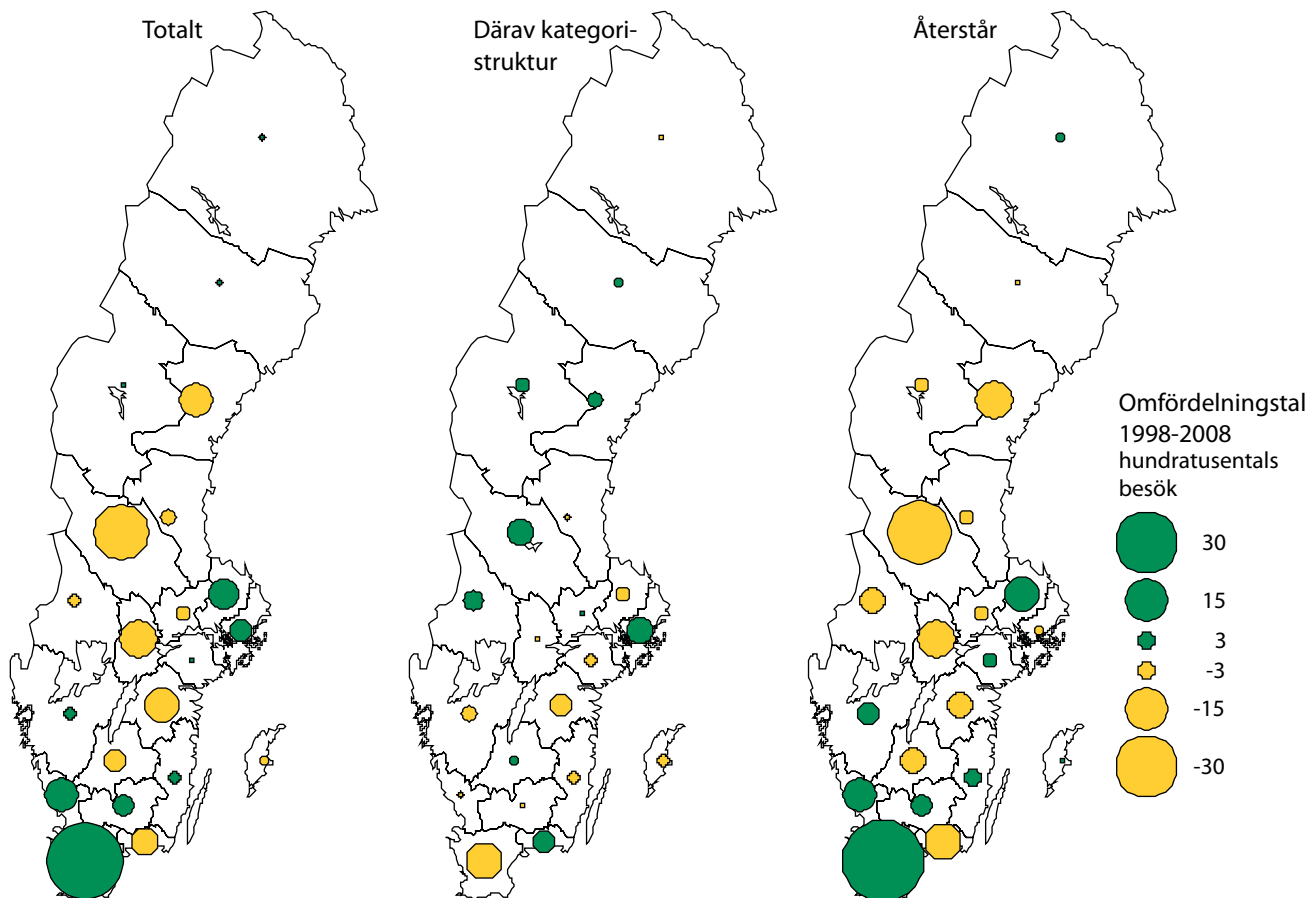 Totalt
Därav kategori-
struktur
Återstår
Omfördelningstal
1998-2008
hundratusentals
besök
30
15
3
-3
-15
-30